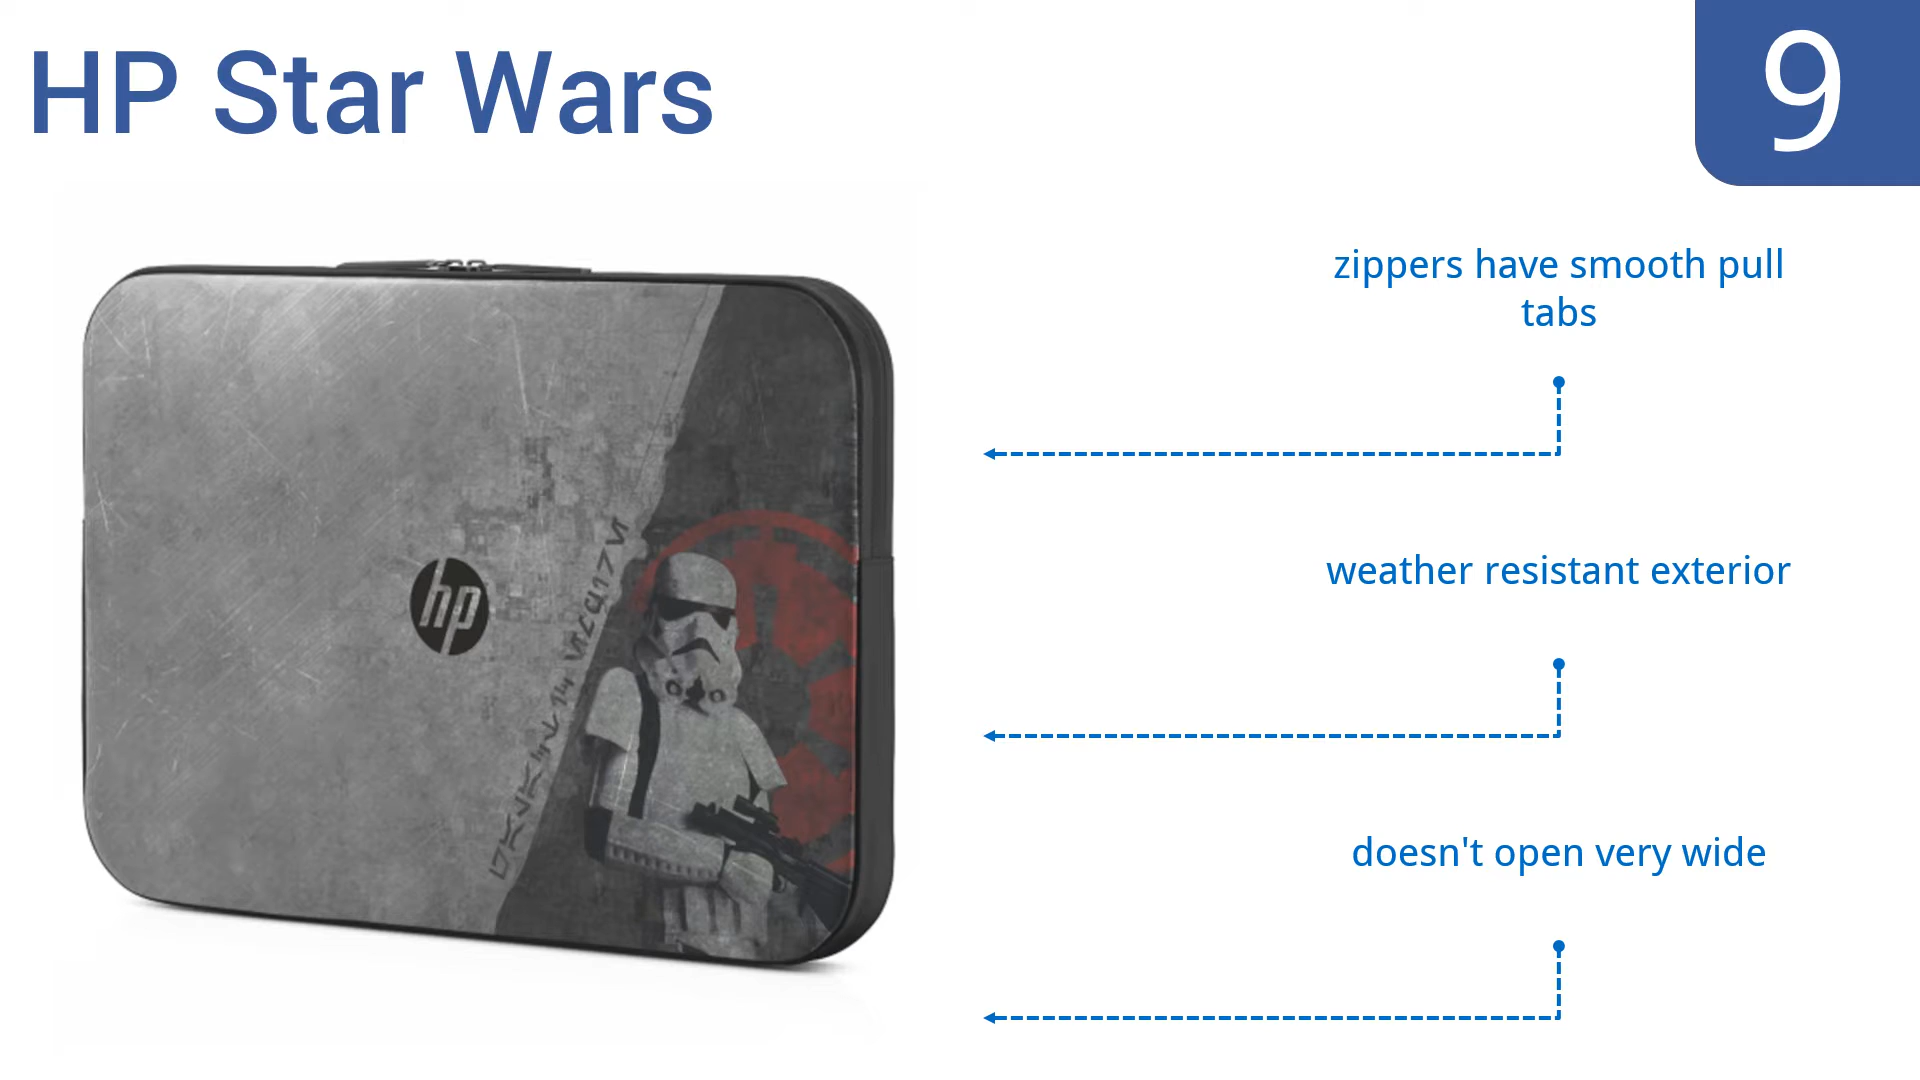 HP Star Wars
9
zippers have smooth pull
tabs
weather resistant exterior
doesn't open very wide
hp